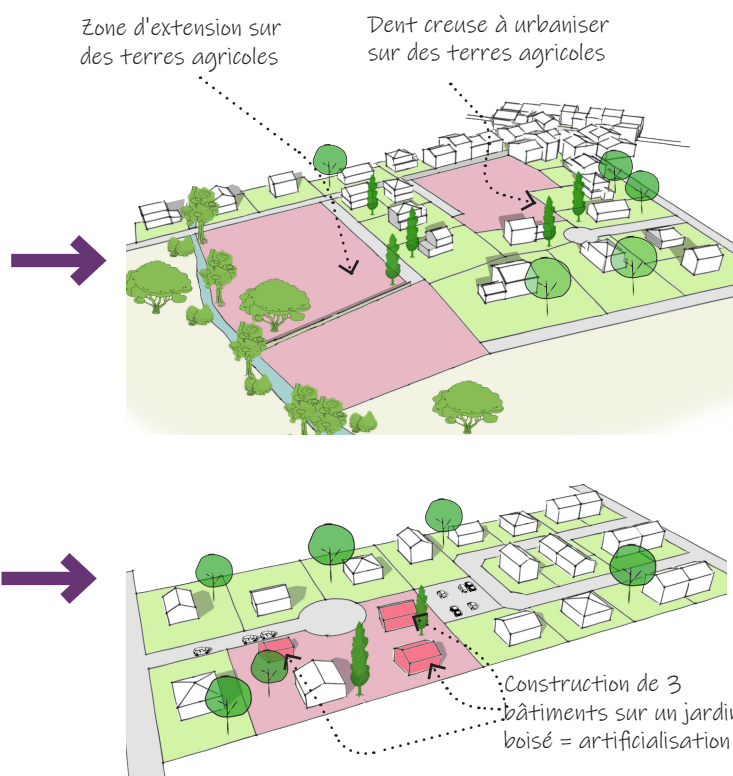 Zone d'extension sur
des terres agricoles
Dent creuse à urbaniser
sur des terres agricoles
Construction de 3
bâtiments sur un jardin
boisé = artificialisation